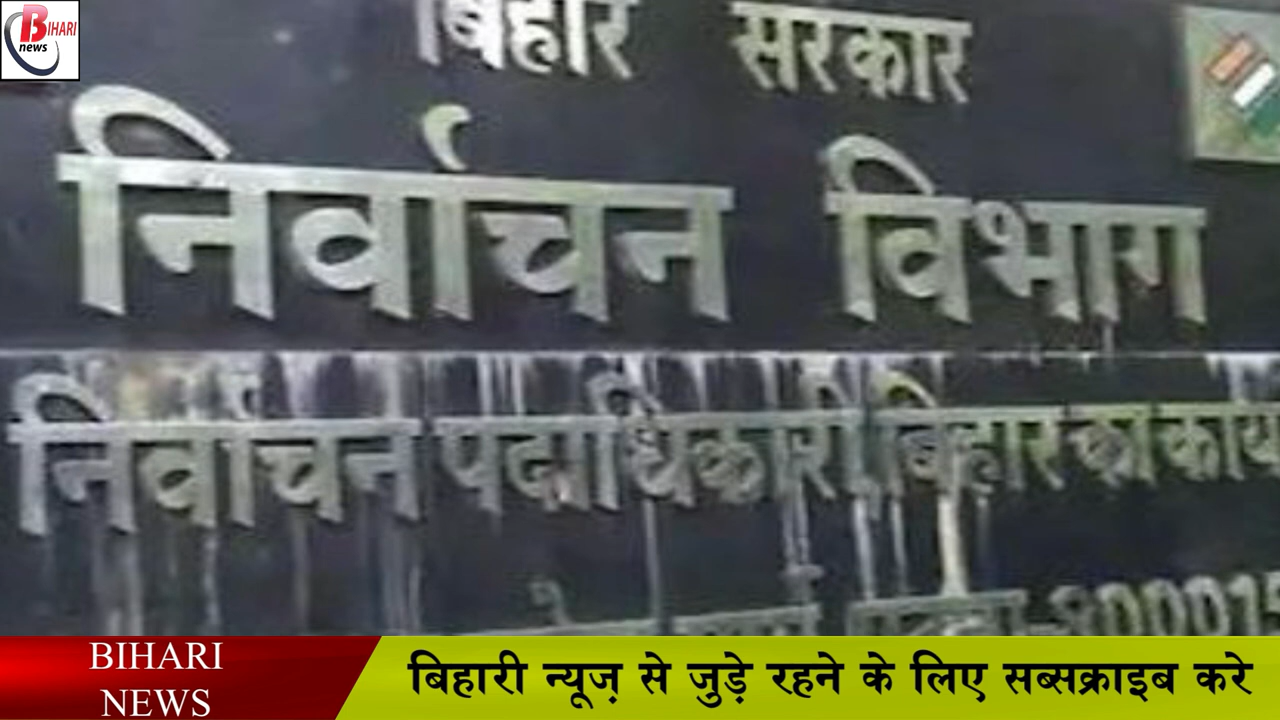 BIHARI
news
बिहार सरकार
निर्वाचन विभाग
निर्वाचन पदाधिकारी, बिहार का कार्य
BIHARI
NEWS
बिहारी न्यूज़ से जुड़े रहने के लिए सब्सक्राइब करे